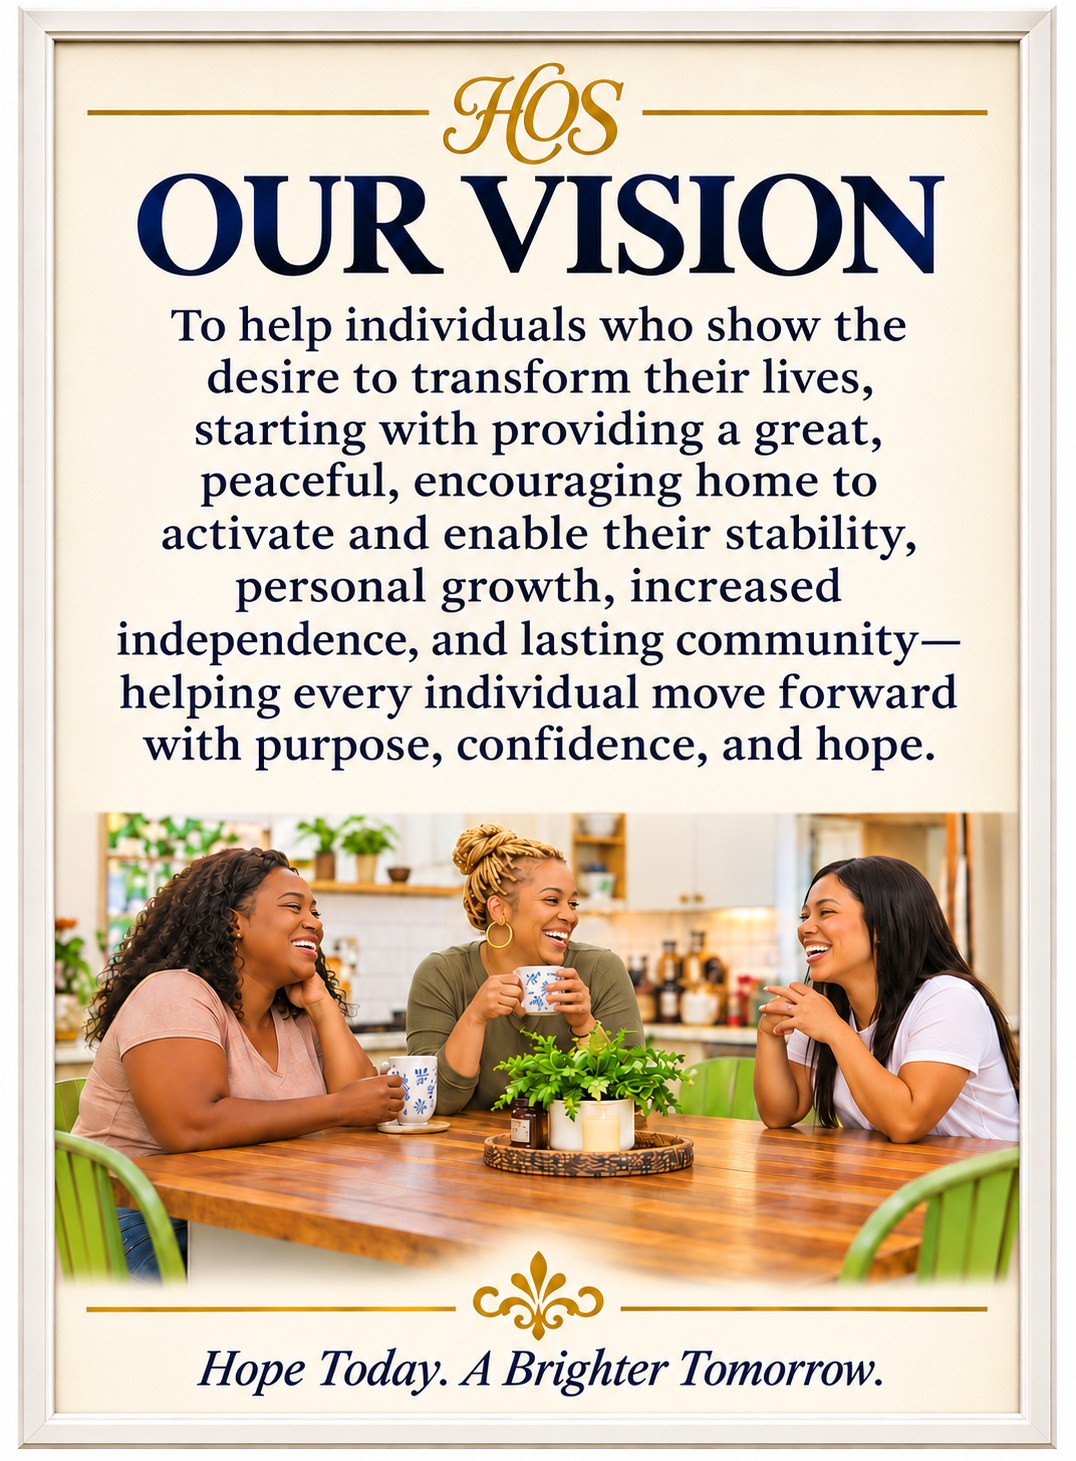 HOS
OUR VISION
To help individuals who show the
desire to transform their lives,
starting with providing a great,
peaceful, encouraging home to
activate and enable their stability,
personal growth, increased
independence, and lasting community—
helping every individual move forward
with purpose, confidence, and hope.
Hope Today. A Brighter Tomorrow.